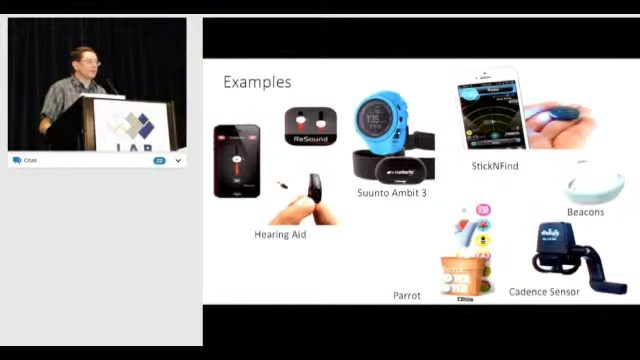 Examples
ReSound
Suunto Ambit 3
Hearing Aid
StickNFind
Beacons
Parrot
Cadence Sensor
Chat
LAB